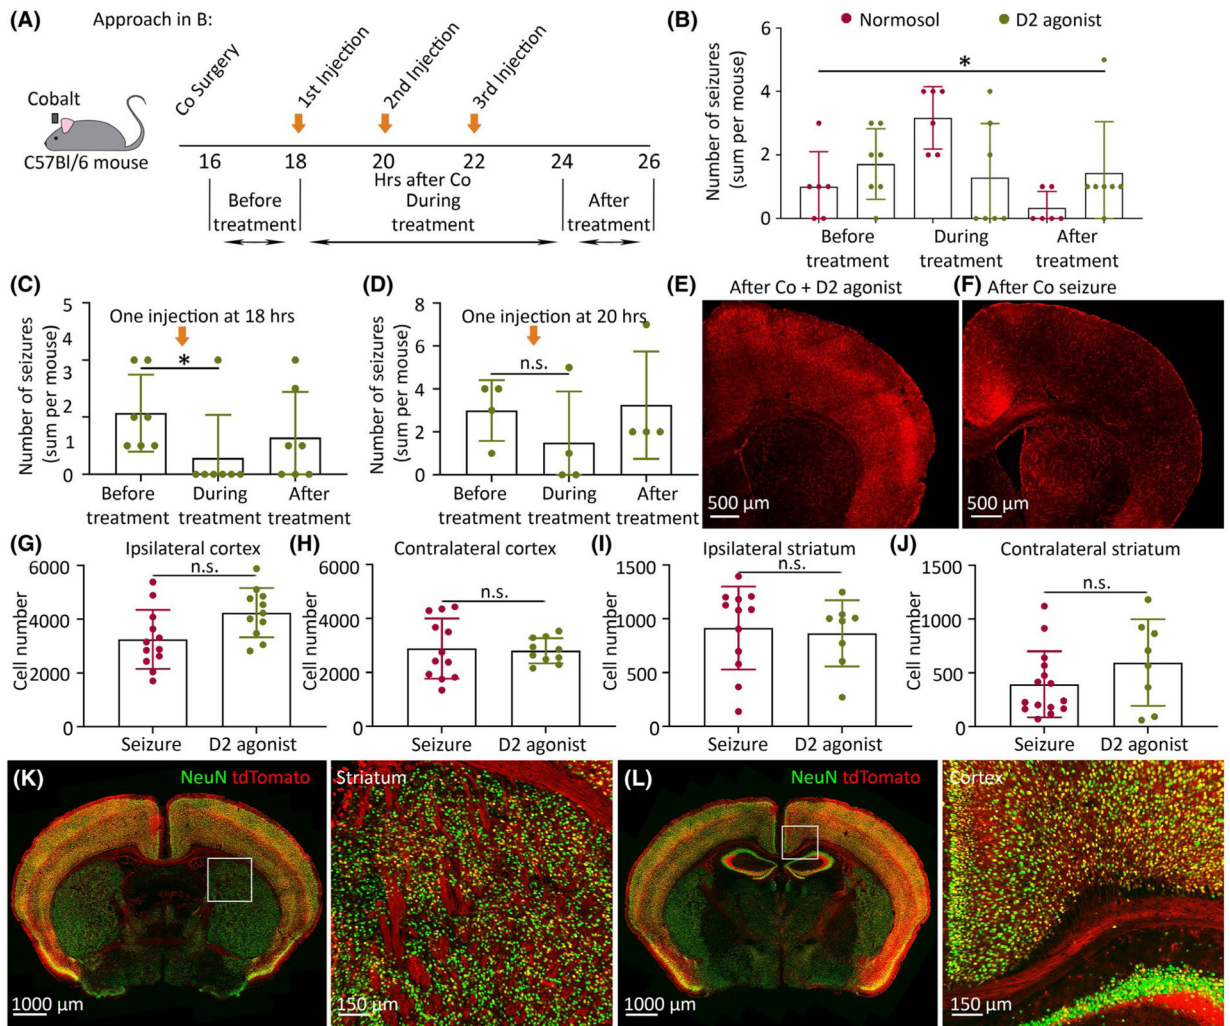 (A) Approach in B:
Co Surgery
1st Injection
2nd Injection
3rd Injection
Cobalt
C57Bl/6 mouse
16 18 20 22 24 26
Hrs after Co
Before treatment
During treatment
After treatment
(B)
Normosol D2 agonist
Number of seizures
(sum per mouse)
6
4
2
0
*
Before treatment
During treatment
After treatment
(C)
One injection at 18 hrs
Number of seizures
(sum per mouse)
5
4
3
2
1
0
*
Before treatment
During treatment
After treatment
(D)
One injection at 20 hrs
Number of seizures
(sum per mouse)
8
6
4
2
0
n.s.
Before treatment
During treatment
After treatment
(E) After Co + D2 agonist
500 µm
(F) After Co seizure
500 µm
(G) Ipsilateral cortex
Cell number
6000
4000
2000
0
n.s.
Seizure D2 agonist
(H) Contralateral cortex
Cell number
6000
4000
2000
0
n.s.
Seizure D2 agonist
(I) Ipsilateral striatum
Cell number
1500
1000
500
0
n.s.
Seizure D2 agonist
(J) Contralateral striatum
Cell number
1500
1000
500
0
n.s.
Seizure D2 agonist
(K) NeuN tdTomato
1000 µm
Striatum
150 µm
(L) NeuN tdTomato
1000 µm
Cortex
150 µm